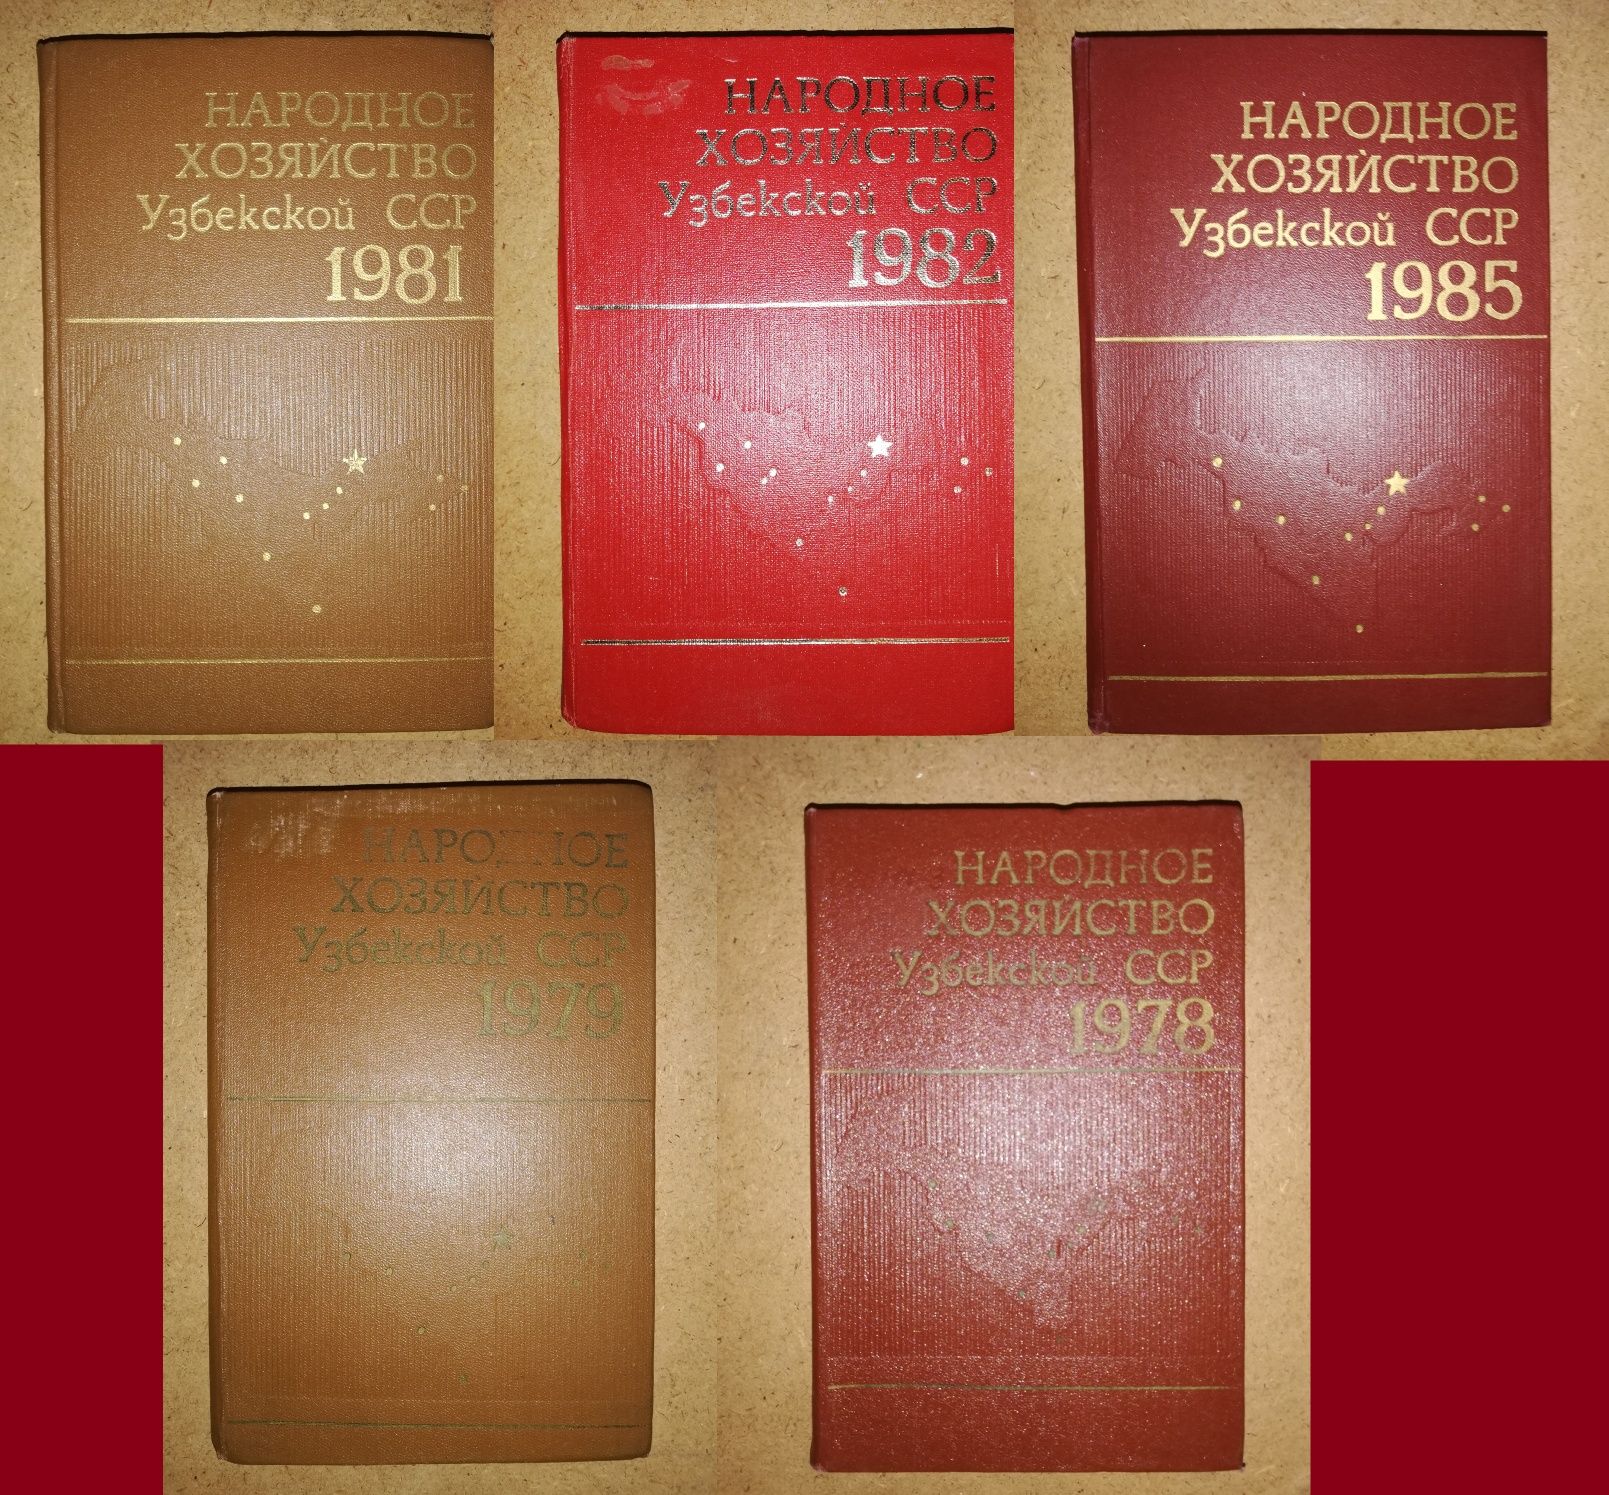 НАРОДНОЕ
ХОЗЯЙСТВО
Узбекской ССР
1981
НАРОДНОЕ
ХОЗЯЙСТВО
Узбекской ССР
1982
НАРОДНОЕ
ХОЗЯЙСТВО
Узбекской ССР
1985
НАРОДНОЕ
ХОЗЯЙСТВО
Узбекской ССР
1979
НАРОДНОЕ
ХОЗЯЙСТВО
Узбекской ССР
1978